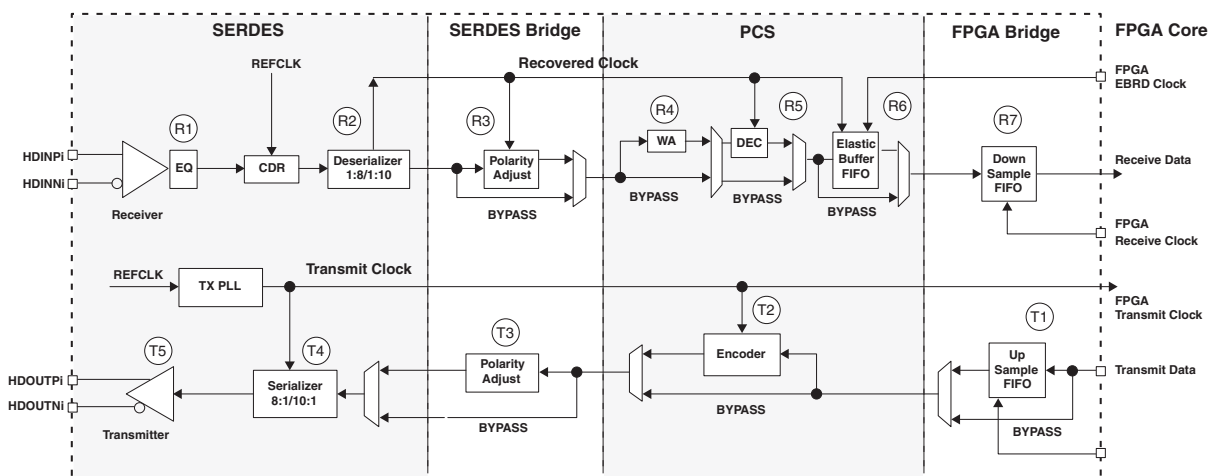 SERDES
SERDES Bridge
PCS
FPGA Bridge
FPGA Core
REFCLK
Recovered Clock
FPGA
EBRD Clock
R1
R2
R3
R4
R5
R6
R7
HDINPi
HDINNi
EQ
CDR
Deserializer
1:8/1:10
Polarity
Adjust
WA
DEC
Elastic
Buffer
FIFO
Down
Sample
FIFO
Receive Data
Receiver
BYPASS
BYPASS
BYPASS
BYPASS
FPGA
Receive Clock
REFCLK
TX PLL
Transmit Clock
FPGA
Transmit Clock
T5
T4
T3
T2
T1
HDOUTPi
HDOUTNi
Transmitter
Serializer
8:1/10:1
Polarity
Adjust
Encoder
Up
Sample
FIFO
Transmit Data
BYPASS
BYPASS
BYPASS